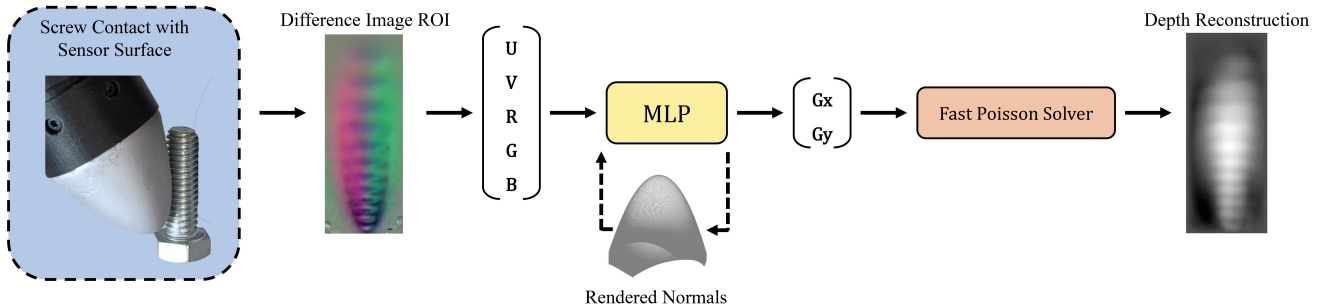 Screw Contact with
Sensor Surface
Difference Image ROI
U
V
R
G
B
MLP
Rendered Normals
Gx
Gy
Fast Poisson Solver
Depth Reconstruction